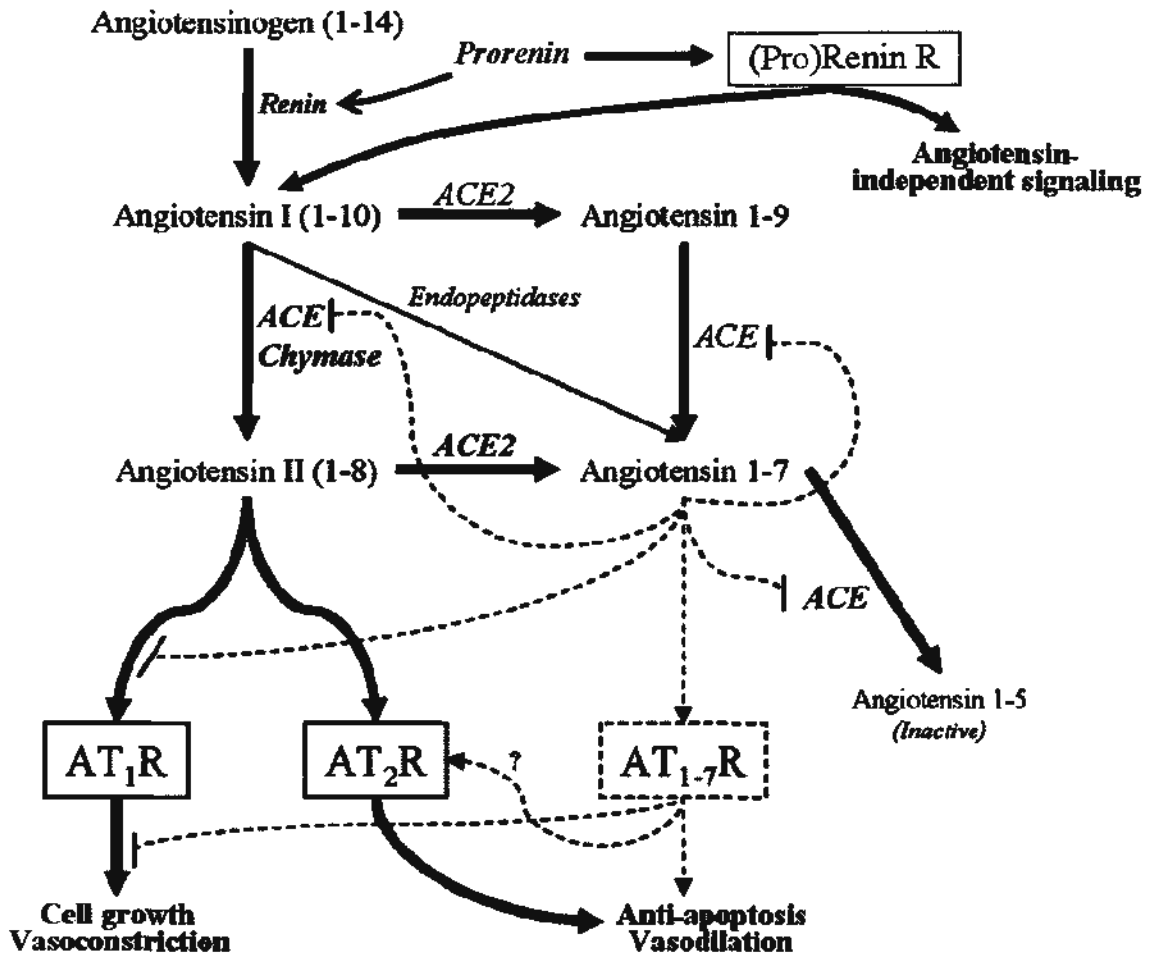 Angiotensinogen (1-14)
Prorenin
(Pro)Renin R
Renin
Angiotensin-
independent signaling
ACE2
Angiotensin I (1-10)
Angiotensin 1-9
Endopeptidases
ACE
Chymase
ACE
ACE2
Angiotensin II (1-8)
Angiotensin 1-7
ACE
Angiotensin 1-5
(Inactive)
?
AT₁R
AT₂R
AT₁₋₇R
Cell growth
Vasoconstriction
Anti-apoptosis
Vasodilation